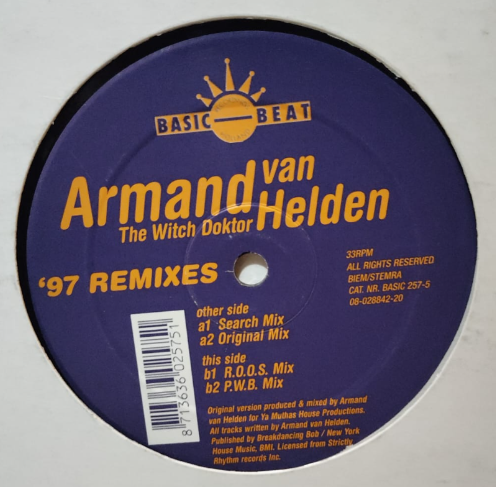 BASIC BEAT
Armand van Helden
The Witch Doktor
'97 REMIXES
33RPM
ALL RIGHTS RESERVED
BIEM/STEMRA
CAT. NR. BASIC 257-5
08-028842-20
other side
a1 Search Mix
a2 Original Mix
this side
b1 R.O.O.S. Mix
b2 P.W.B. Mix
8 713636 025751
Original version produced & mixed by Armand
van Helden for Ya Muthas House Productions.
All tracks written by Armand van Helden.
Published by Breakdancing Bob / New York
House Music, BMI. Licensed from Strictly
Rhythm records Inc.